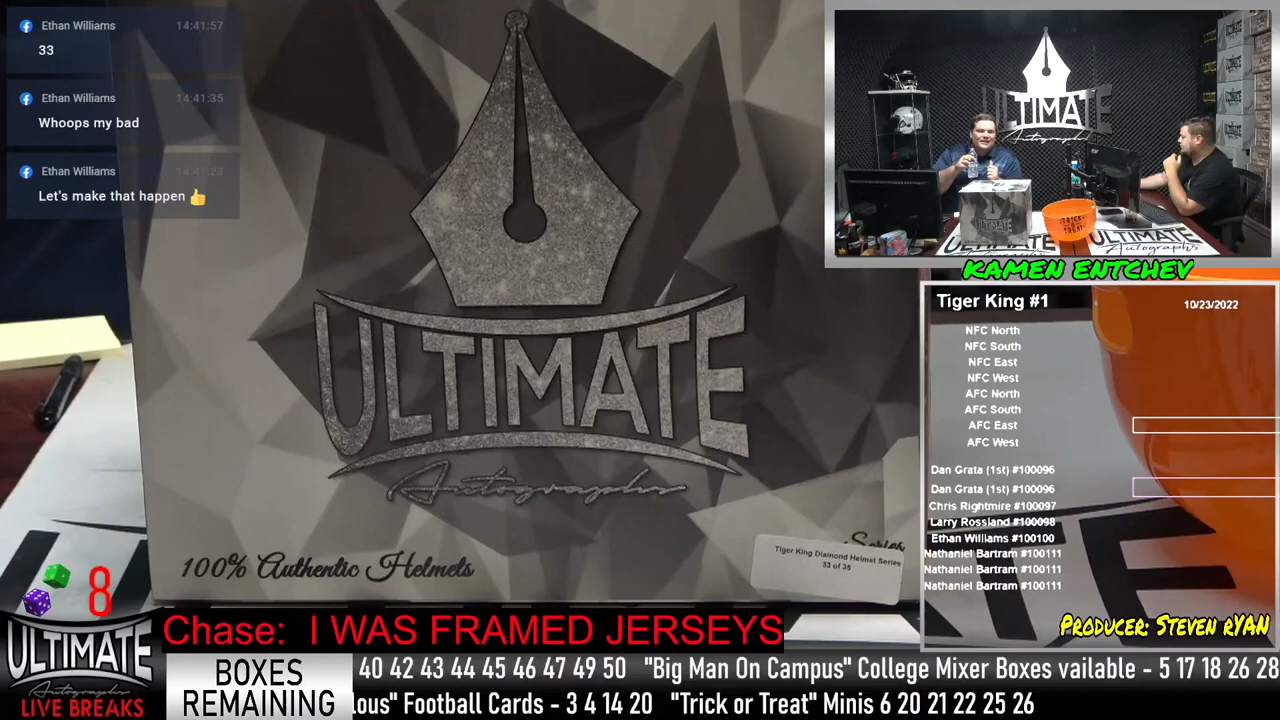 Ethan Williams 14:41:57
33
Ethan Williams 14:41:35
Whoops my bad
Ethan Williams
Let's make that happen 👍
ULTIMATE
Autographs
100% Authentic Helmets
Series
Tiger King Diamond Helmet Series
33 of 35
ULTIMATE
ULTIMATE
TRICK
TREAT
Autographs
KAMEN ENTCHEV
Tiger King #1 10/23/2022
NFC North
NFC South
NFC East
NFC West
AFC North
AFC South
AFC East
AFC West
Dan Grata (1st) #100096
Dan Grata (1st) #100096
Chris Rightmire #100097
Larry Rossland #100098
Ethan Williams #100100
Nathaniel Bartram #100111
Nathaniel Bartram #100111
Nathaniel Bartram #100111
PRODUCER: STEVEN rYAN
8
ULTIMATE
Autographs
LIVE BREAKS
Chase: I WAS FRAMED JERSEYS
BOXES
REMAINING
40 42 43 44 45 46 47 49 50 "Big Man On Campus" College Mixer Boxes vailable - 5 17 18 26 28
lous" Football Cards - 3 4 14 20 "Trick or Treat" Minis 6 20 21 22 25 26